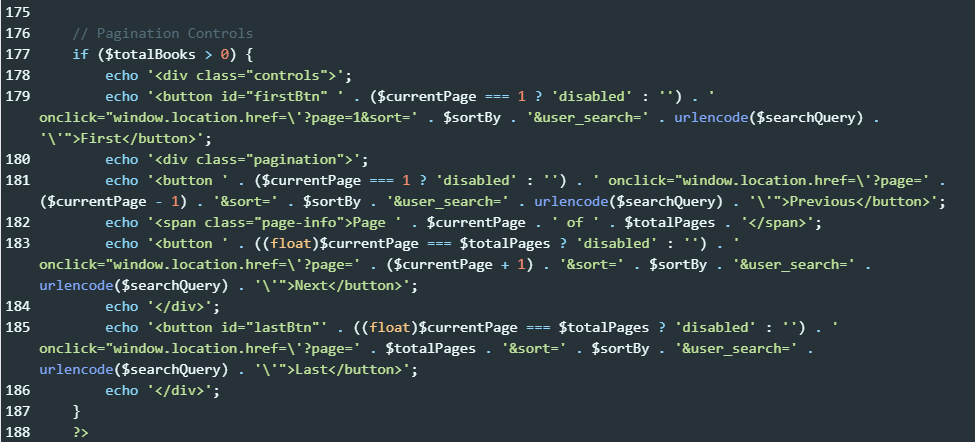 175
176     // Pagination Controls
177     if ($totalBooks > 0) {
178         echo '<div class="controls">';
179         echo '<button id="firstBtn" ' . ($currentPage === 1 ? 'disabled' : '') . '
onclick="window.location.href=\'?page=1&sort=' . $sortBy . '&user_search=' . urlencode($searchQuery) .
'\'">First</button>';
180         echo '<div class="pagination">';
181         echo '<button ' . ($currentPage === 1 ? 'disabled' : '') . ' onclick="window.location.href=\'?page=' .
($currentPage - 1) . '&sort=' . $sortBy . '&user_search=' . urlencode($searchQuery) . '\'">Previous</button>';
182         echo '<span class="page-info">Page ' . $currentPage . ' of ' . $totalPages . '</span>';
183         echo '<button ' . ((float)$currentPage === $totalPages ? 'disabled' : '') . '
onclick="window.location.href=\'?page=' . ($currentPage + 1) . '&sort=' . $sortBy . '&user_search=' .
urlencode($searchQuery) . '\'">Next</button>';
184         echo '</div>';
185         echo '<button id="lastBtn"' . ((float)$currentPage === $totalPages ? 'disabled' : '') . '
onclick="window.location.href=\'?page=' . $totalPages . '&sort=' . $sortBy . '&user_search=' .
urlencode($searchQuery) . '\'">Last</button>';
186         echo '</div>';
187     }
188     ?>